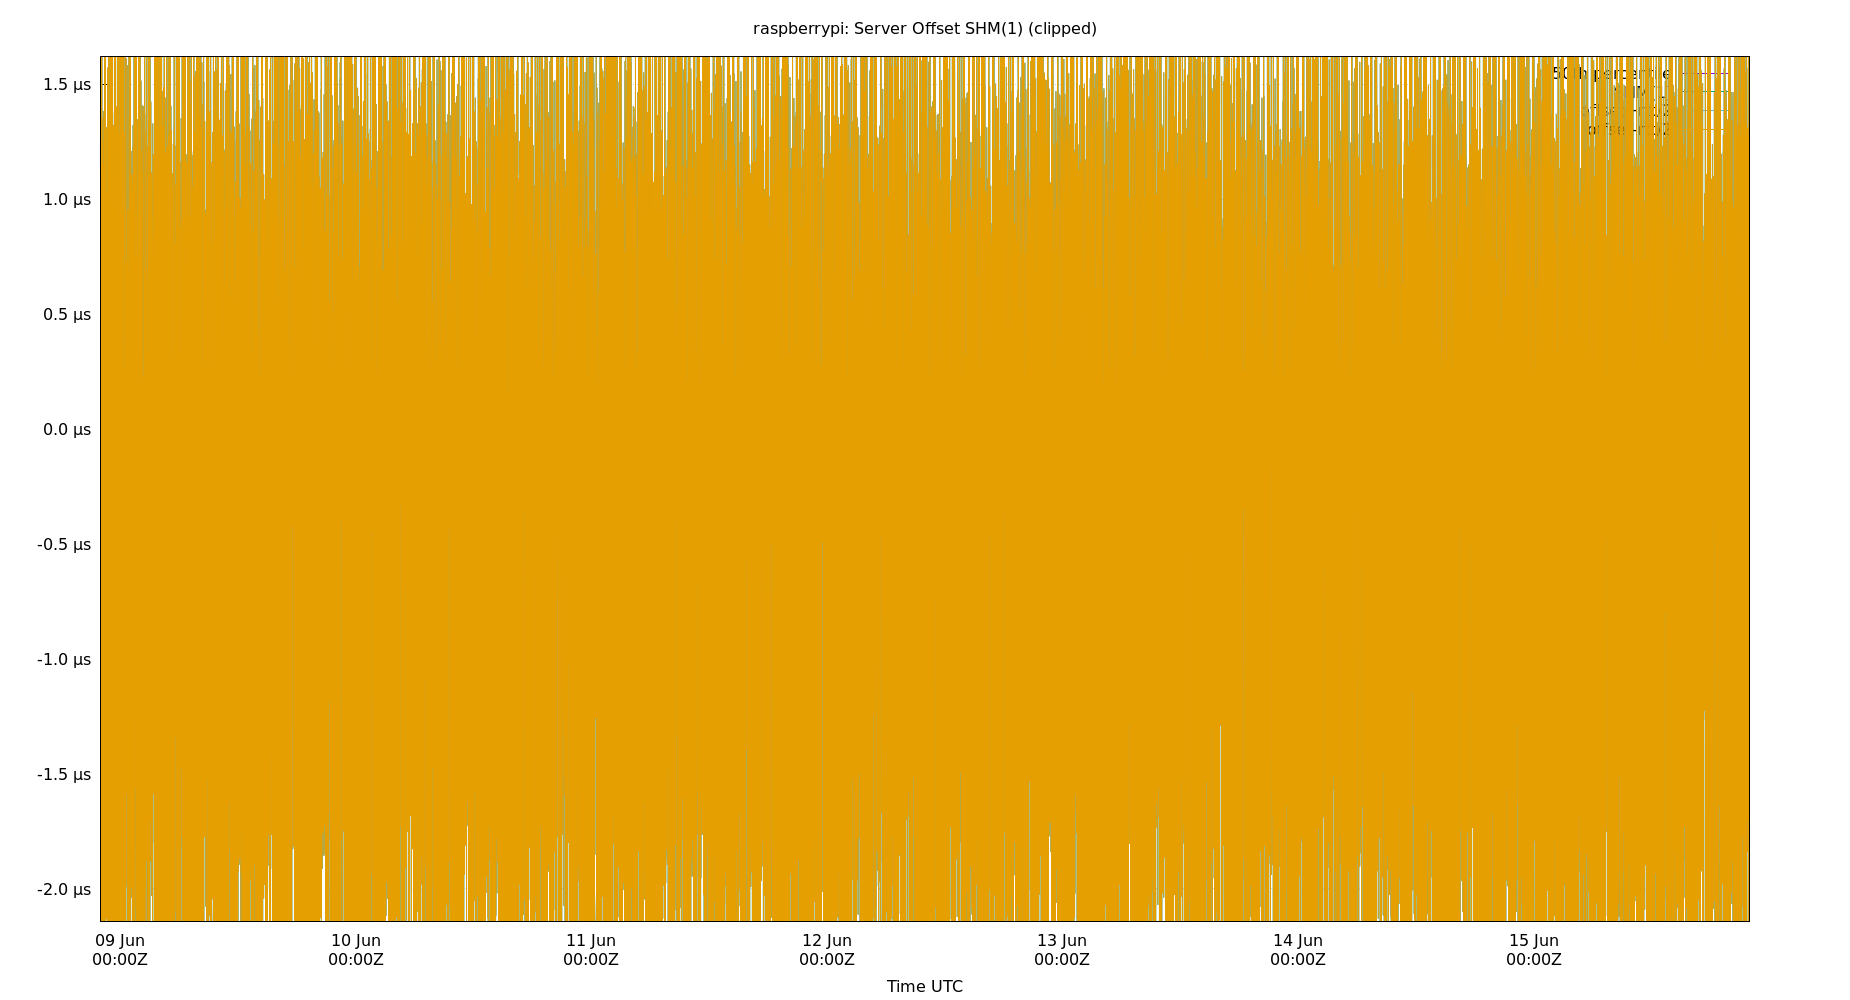 raspberrypi: Server Offset SHM(1) (clipped)
1.5 µs
1.0 µs
0.5 µs
0.0 µs
-0.5 µs
-1.0 µs
-1.5 µs
-2.0 µs
50th percentile
09 Jun
00:00Z
10 Jun
00:00Z
11 Jun
00:00Z
12 Jun
00:00Z
13 Jun
00:00Z
14 Jun
00:00Z
15 Jun
00:00Z
Time UTC